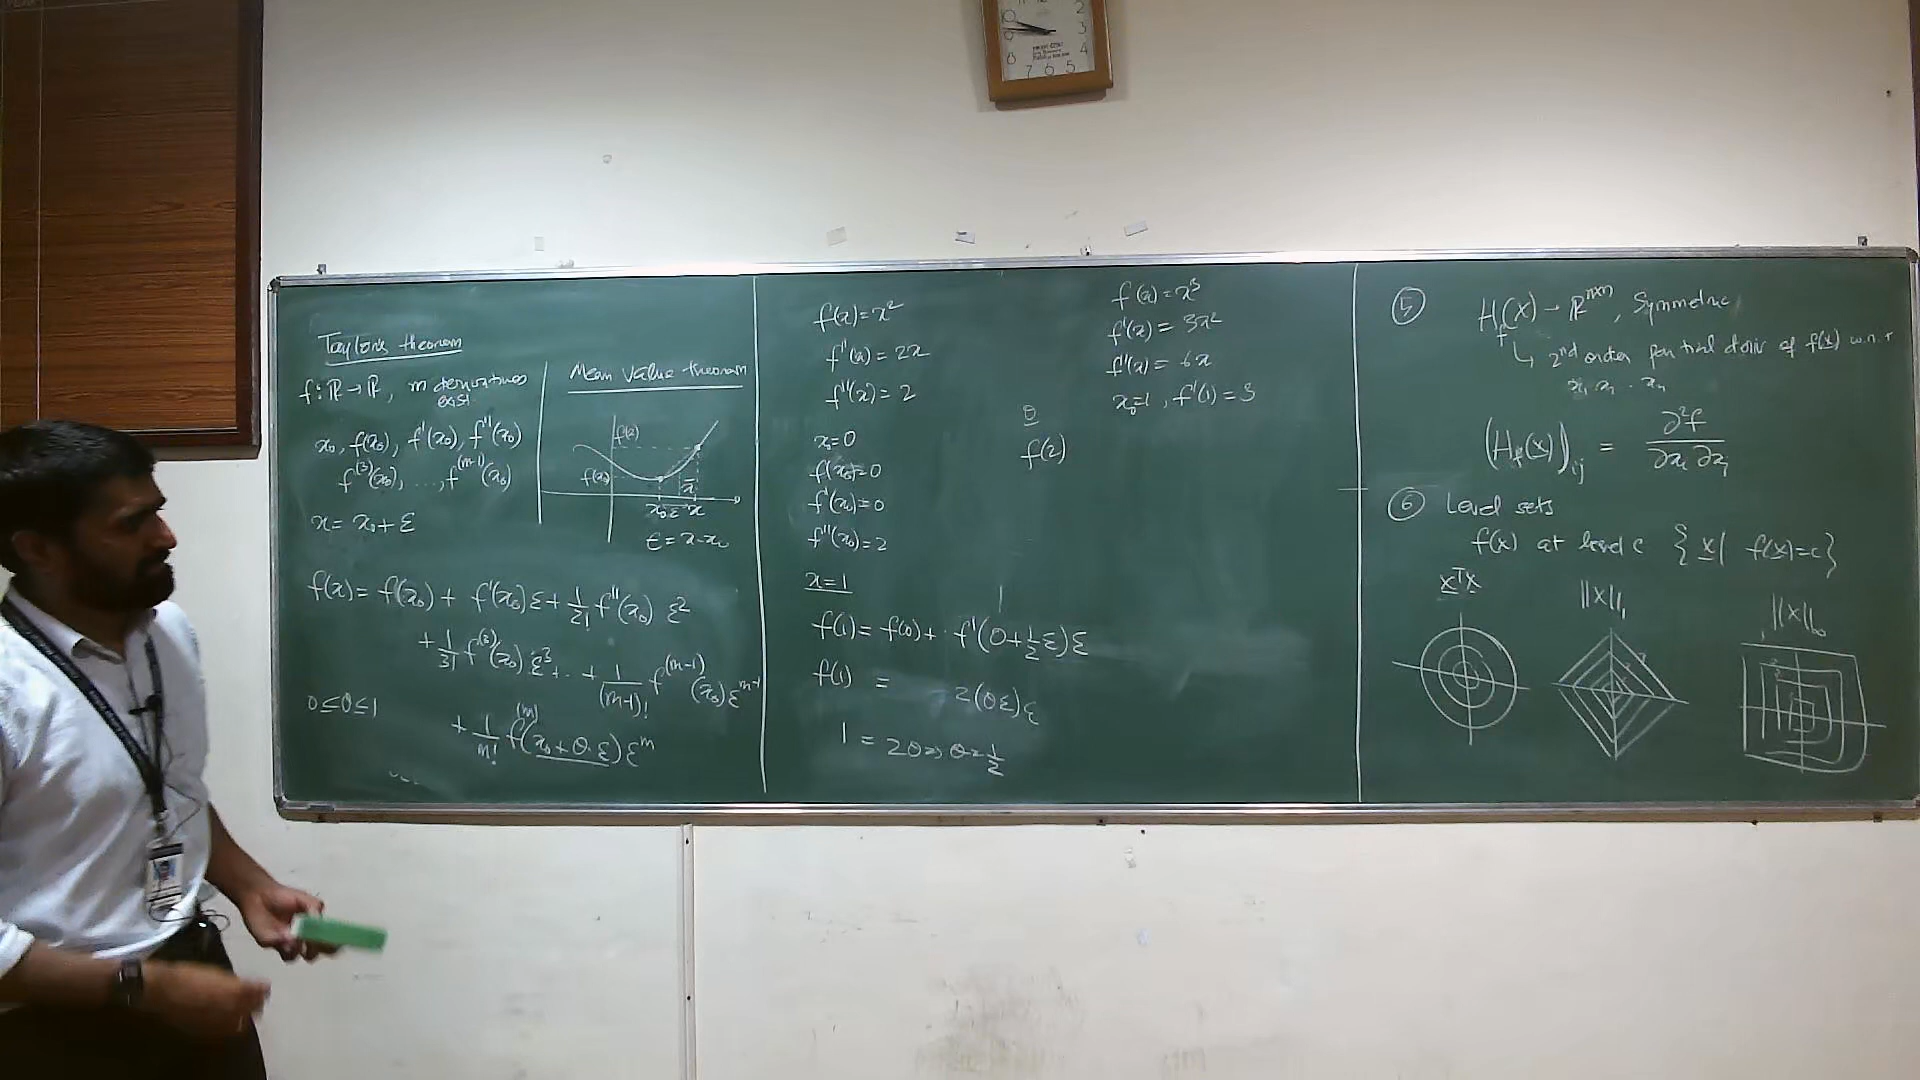 Taylor's theorem
f: ℝ → ℝ, m derivatives exist
x₀, f(x₀), f'(x₀), f''(x₀)
f⁽³⁾(x₀), ..., f⁽ᵐ⁻¹⁾(x₀)
x = x₀ + ε
Mean value theorem
f(x)
f(x₀)
x₀ ε x̄ x
ε = x - x₀
f(x) = f(x₀) + f'(x₀) ε + 1/2! f''(x₀) ε²
+ 1/3! f⁽³⁾(x₀) ε³ + .. + 1/(m-1)! f⁽ᵐ⁻¹⁾(x₀) εᵐ⁻¹
0 ≤ θ ≤ 1
+ 1/m! f⁽ᵐ⁾(x₀ + θ · ε) εᵐ
f(x) = x²
f'(x) = 2x
f''(x) = 2
x₀ = 0
f(x₀) = 0
f'(x₀) = 0
f''(x₀) = 2
x = 1
f(1) = f(0) + f'(0 + 1/2 ε) ε
f(1) = 2(θε) ε
1 = 2θ ⇒ θ = 1/2
f(x) = x³
f'(x) = 3x²
f''(x) = 6x
x₀ = 1, f'(1) = 3
θ
f(2)
5 H_f(x) → ℝⁿˣⁿ, Symmetric
↳ 2nd order partial deriv of f(x) w.r.t
x₁ x₂ . xₙ
(H_f(x))ᵢⱼ = ∂²f / ∂xᵢ ∂xⱼ
6 Level sets
f(x) at level c { x | f(x) = c }
xᵀx
||x||₁
||x||∞